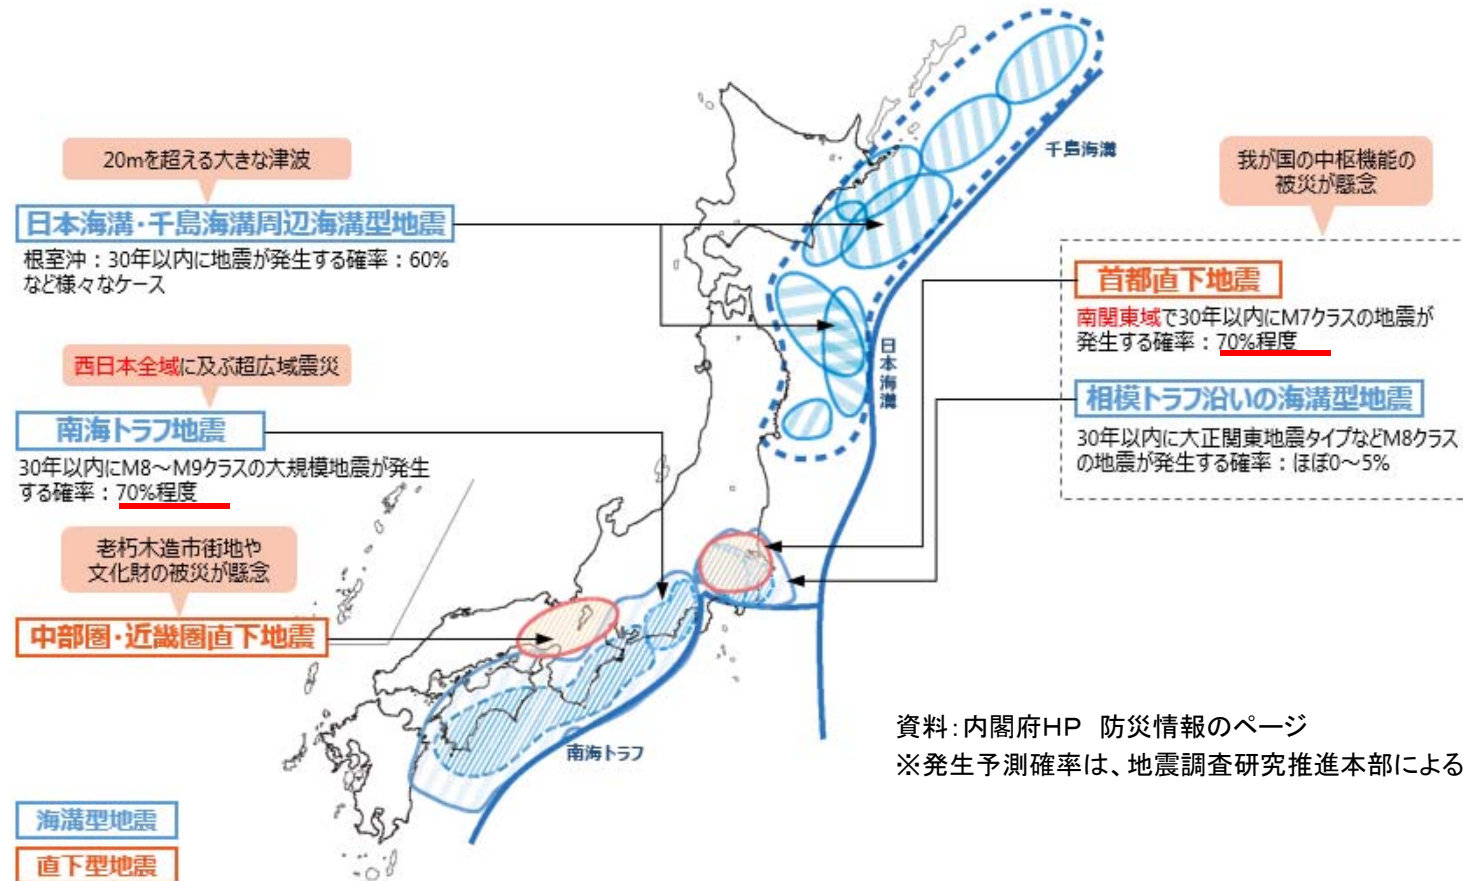 20mを超える大きな津波
日本海溝・千島海溝周辺海溝型地震
根室沖：30年以内に地震が発生する確率：60%
など様々なケース
西日本全域に及ぶ超広域震災
南海トラフ地震
30年以内にM8～M9クラスの大規模地震が発生
する確率：70%程度
老朽木造市街地や
文化財の被災が懸念
中部圏・近畿圏直下地震
海溝型地震
直下型地震
千島海溝
日本海溝
南海トラフ
我が国の中枢機能の
被災が懸念
首都直下地震
南関東域で30年以内にM7クラスの地震が
発生する確率：70%程度
相模トラフ沿いの海溝型地震
30年以内に大正関東地震タイプなどM8クラス
の地震が発生する確率：ほぼ0～5%
資料：内閣府HP 防災情報のページ
※発生予測確率は、地震調査研究推進本部による